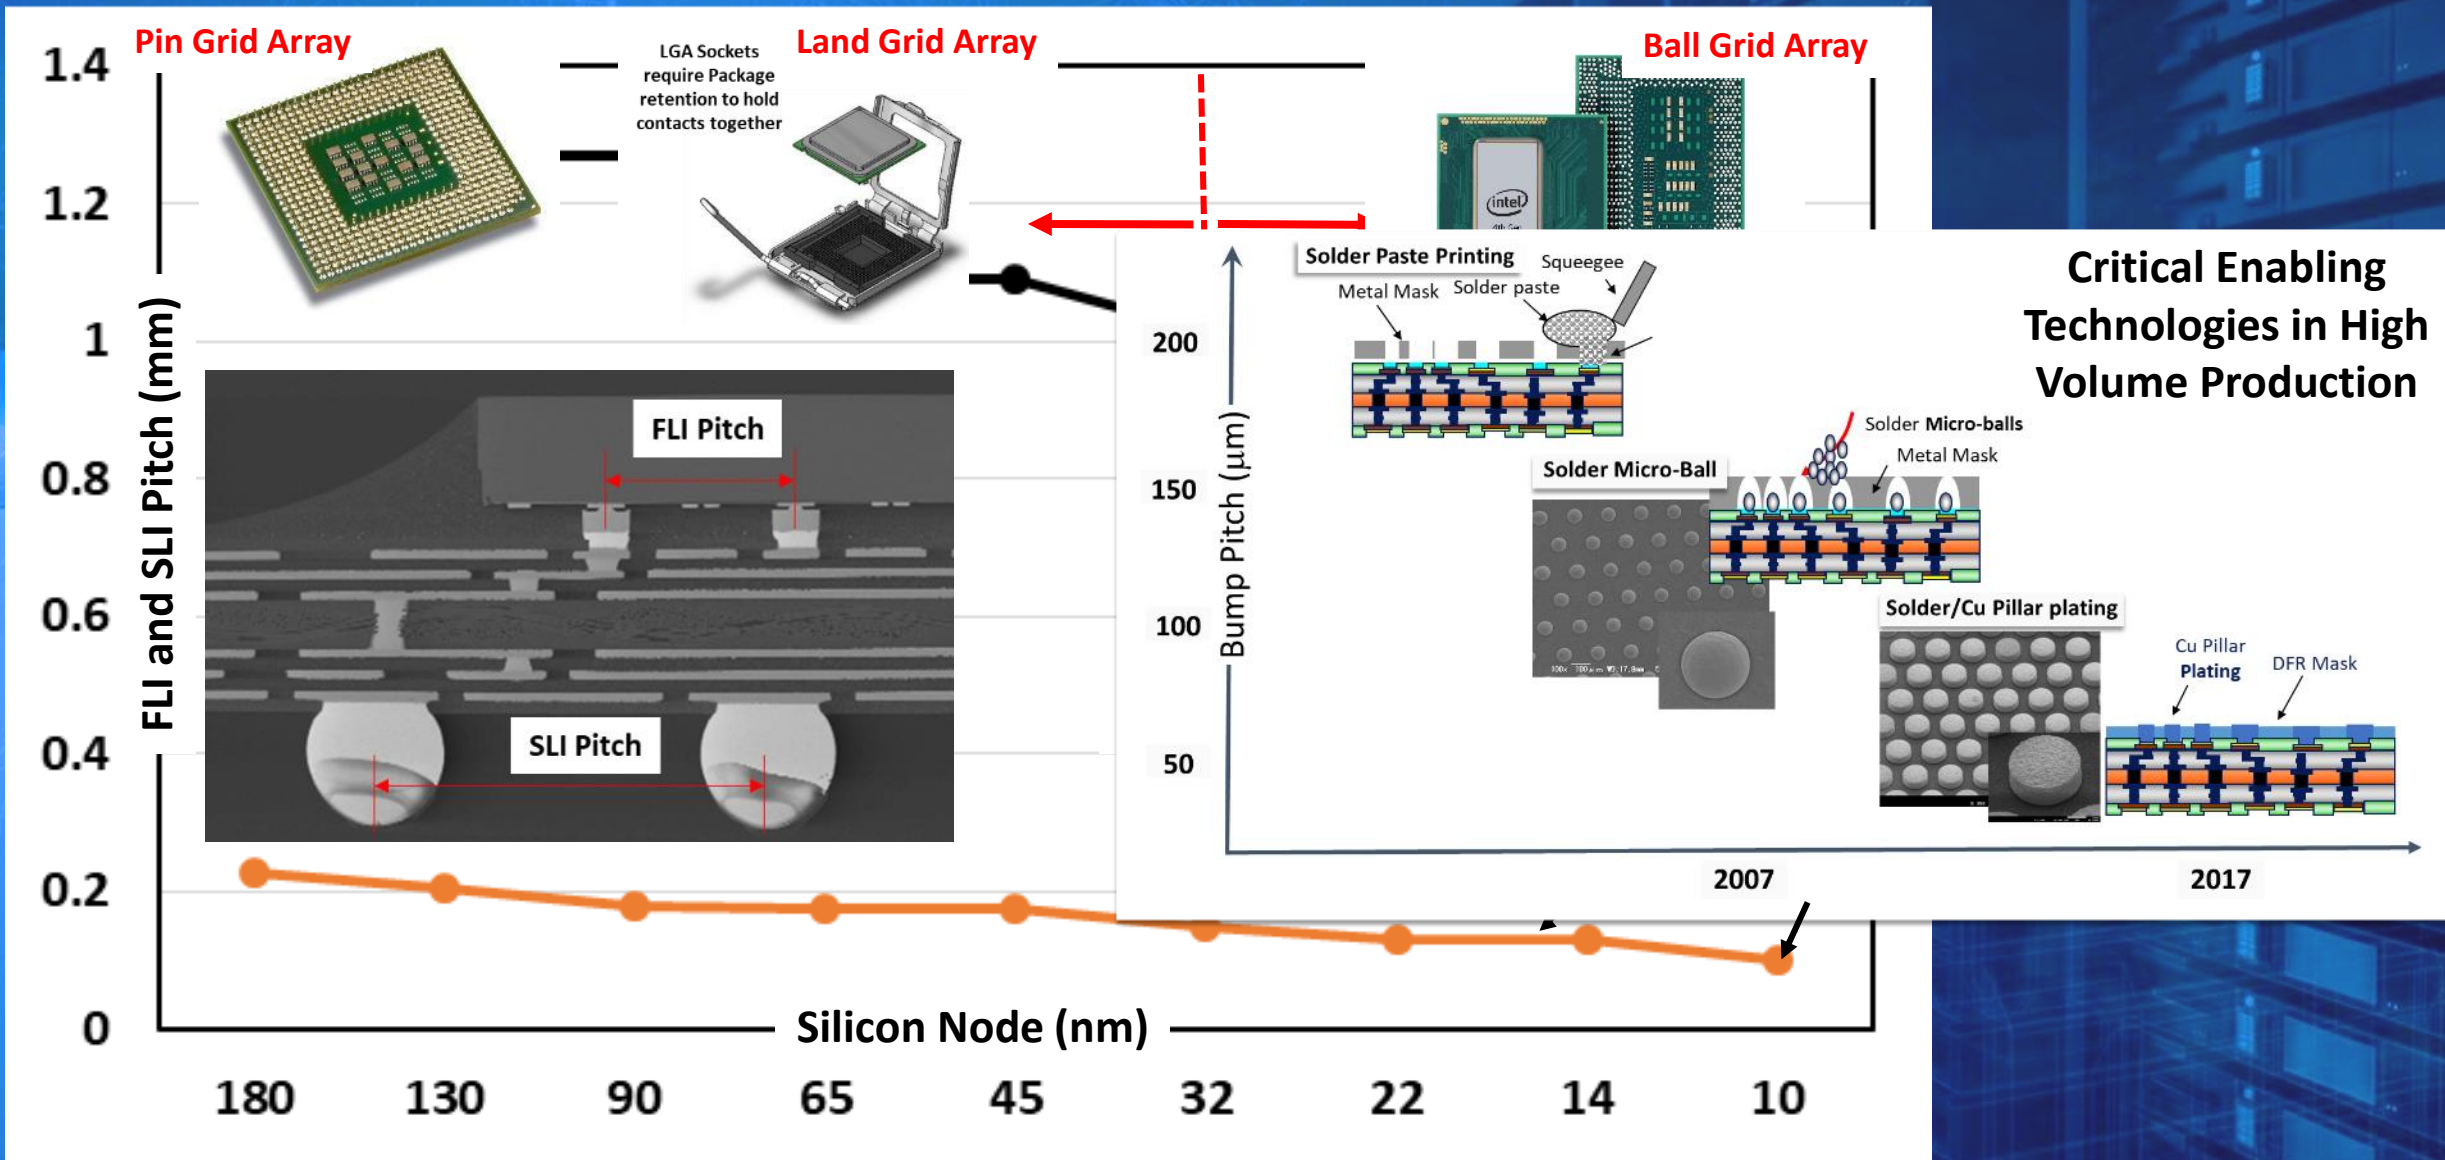 Pin Grid Array
LGA Sockets
require Package
retention to hold
contacts together
Land Grid Array
Ball Grid Array
intel
4th Gen
FLI and SLI Pitch (mm)
1.4
1.2
1
0.8
0.6
0.4
0.2
0
FLI Pitch
SLI Pitch
Silicon Node (nm)
180
130
90
65
45
32
22
14
10
Critical Enabling
Technologies in High
Volume Production
Bump Pitch (μm)
200
150
100
50
2007
2017
Solder Paste Printing
Squeegee
Metal Mask
Solder paste
Solder Micro-Ball
Solder Micro-balls
Metal Mask
Solder/Cu Pillar plating
Cu Pillar
Plating
DFR Mask